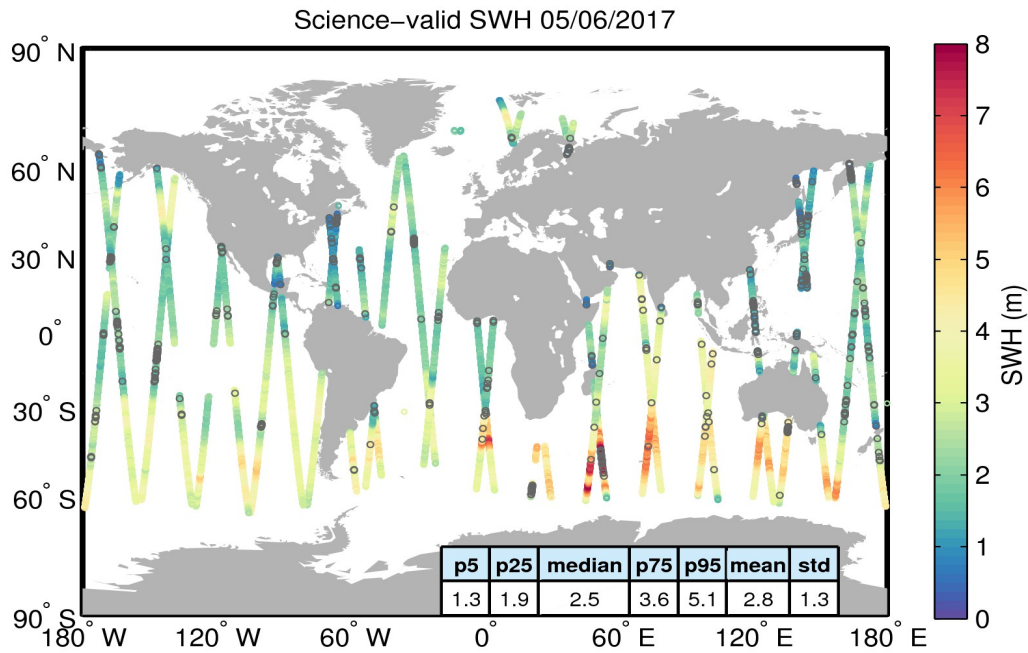 Science−valid SWH 05/06/2017
90° N
60° N
30° N
0°
30° S
60° S
90° S
180° W
120° W
60° W
0°
60° E
120° E
180° E
p5 p25 median p75 p95 mean std
1.3 1.9 2.5 3.6 5.1 2.8 1.3
8
7
6
5
4
3
2
1
0
SWH (m)